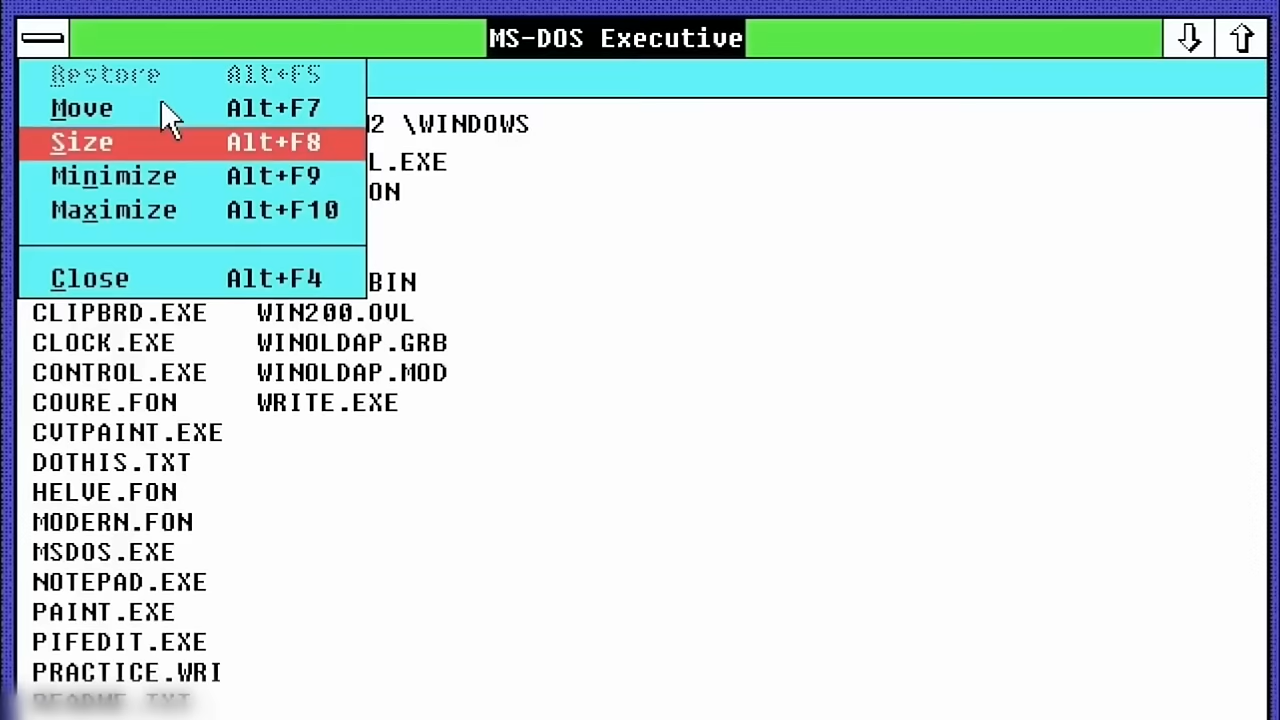 MS-DOS Executive
Restore Alt+F5
Move Alt+F7
2 \WINDOWS
Size Alt+F8
L.EXE
Minimize Alt+F9
ON
Maximize Alt+F10
Close Alt+F4
BIN
CLIPBRD.EXE WIN200.OVL
CLOCK.EXE WINOLDAP.GRB
CONTROL.EXE WINOLDAP.MOD
COURE.FON WRITE.EXE
CVTPAINT.EXE
DOTHIS.TXT
HELVE.FON
MODERN.FON
MSDOS.EXE
NOTEPAD.EXE
PAINT.EXE
PIFEDIT.EXE
PRACTICE.WRI
README.TXT